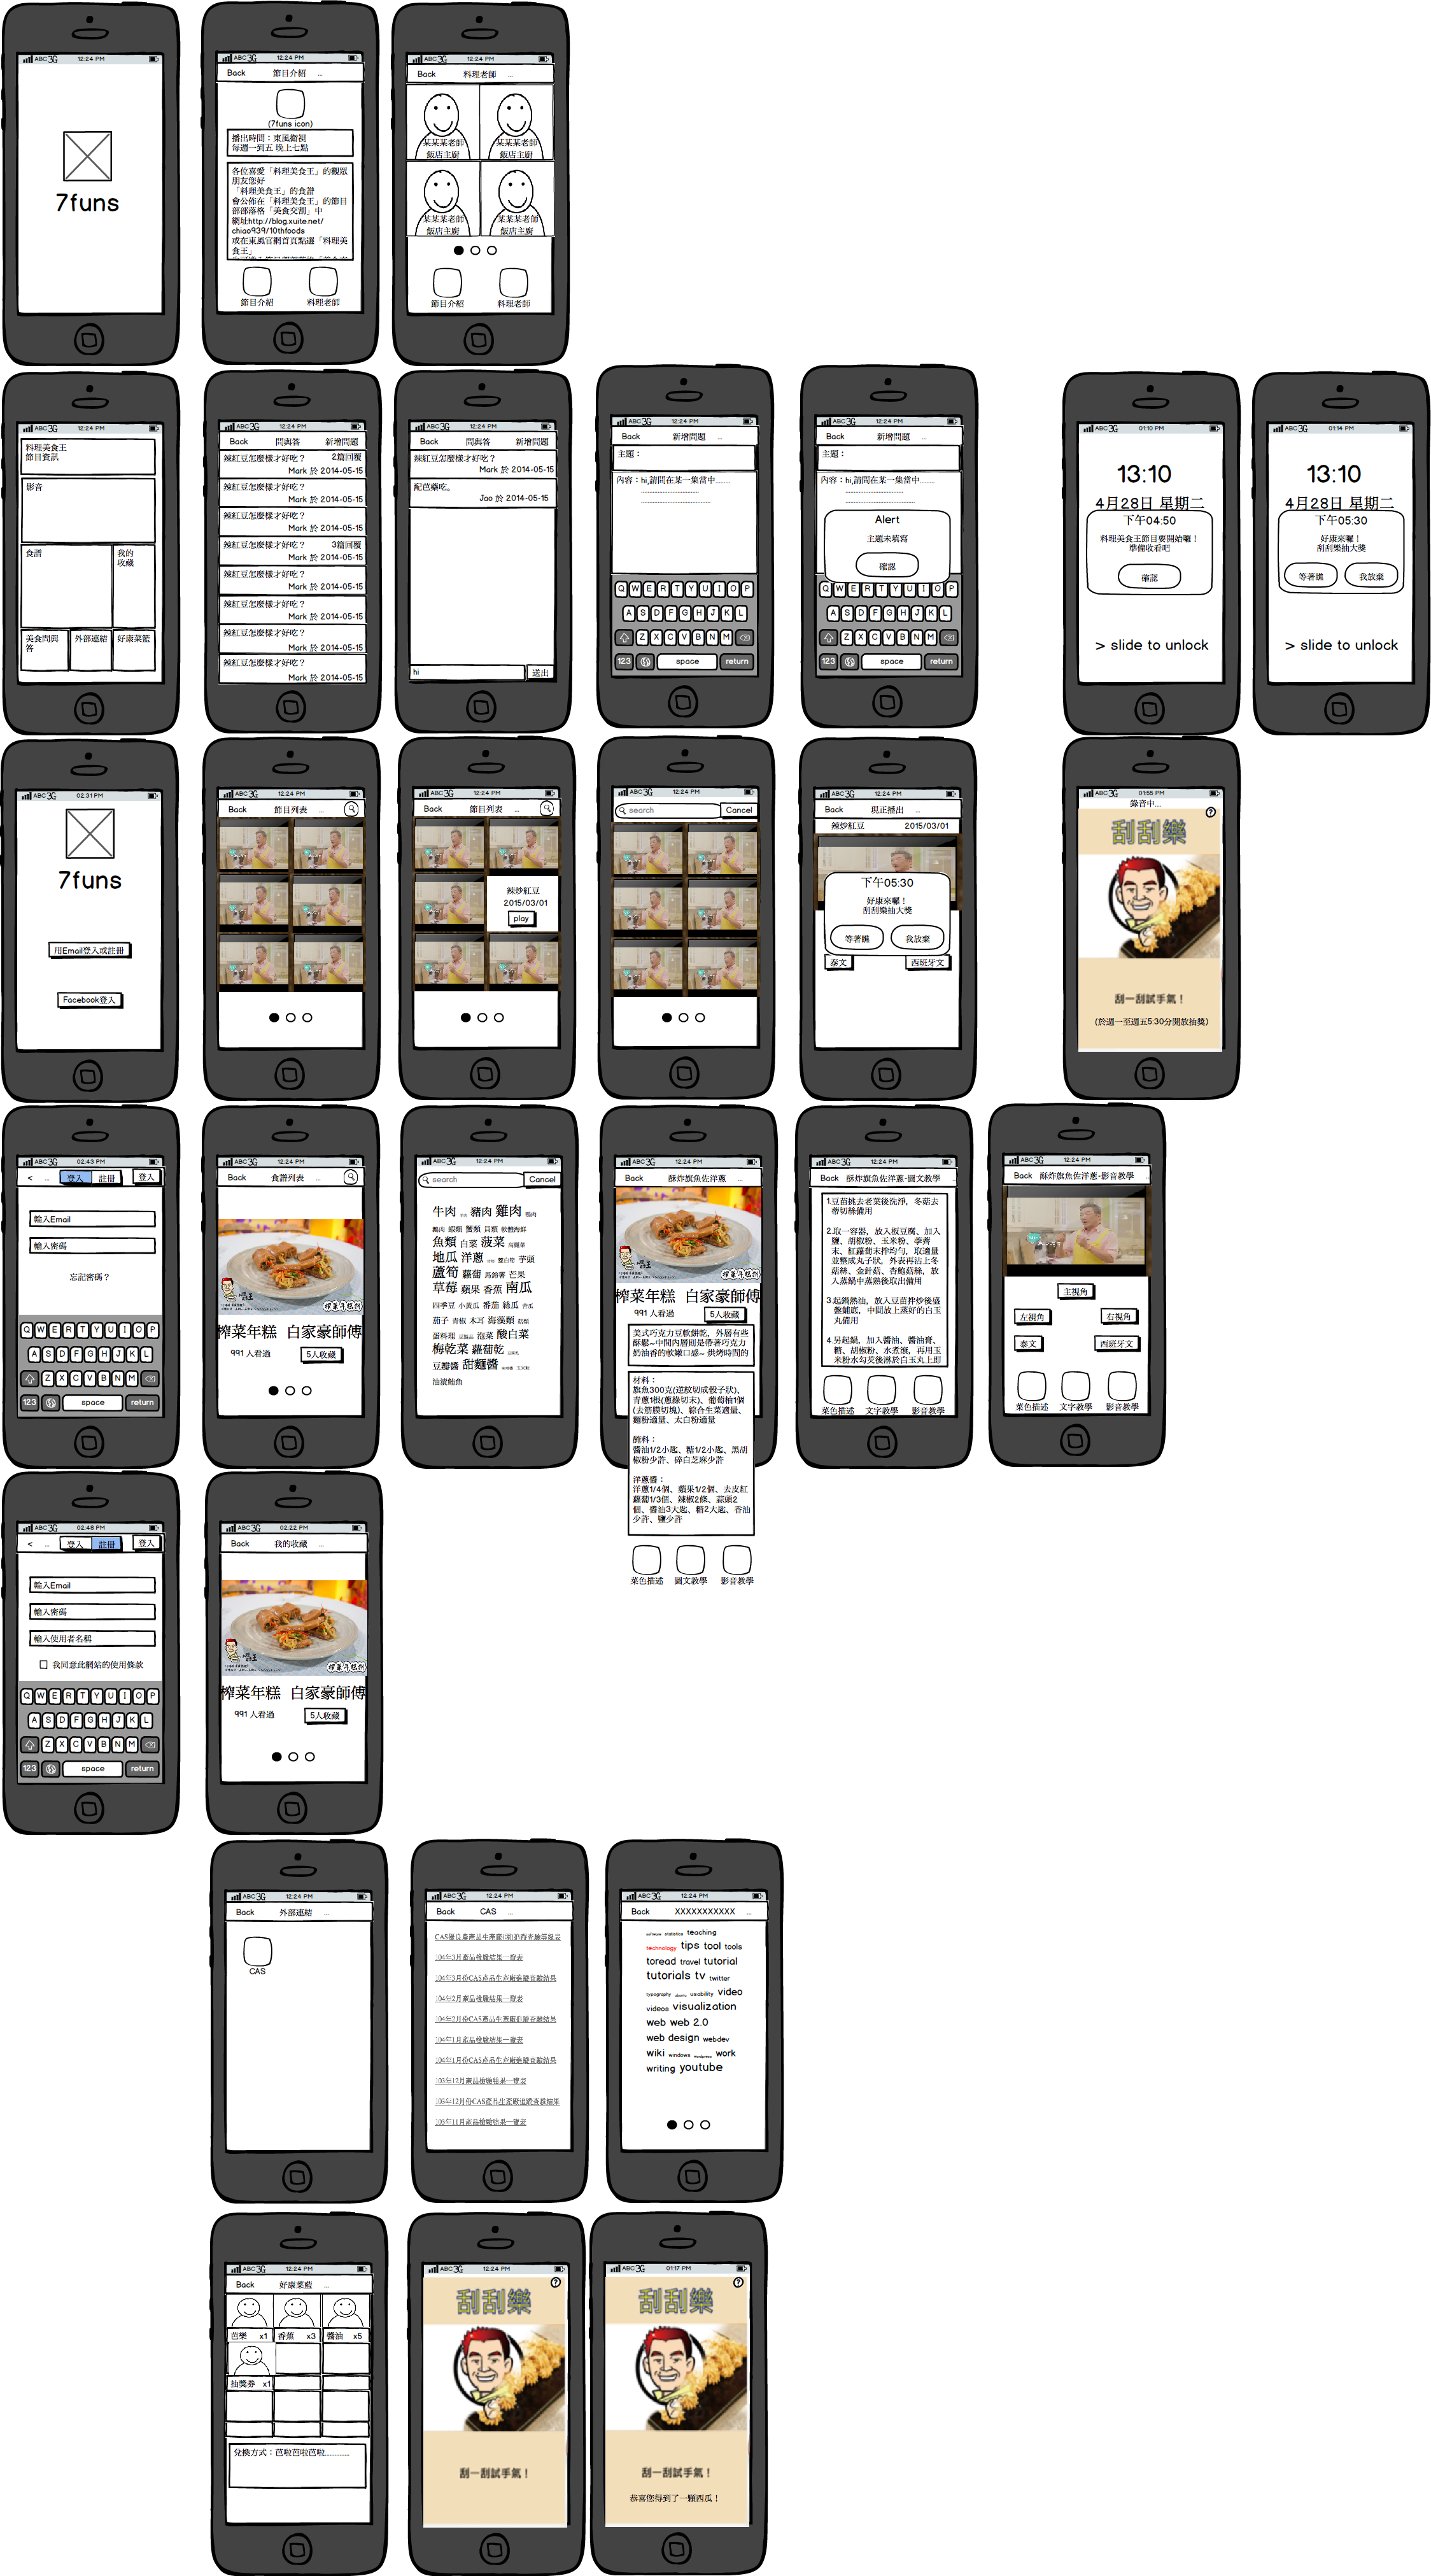 ABC 3G 12:24 PM
7funs
ABC 3G 12:24 PM
Back 節目介紹 ...
(7funs icon)
播出時間：東風衛視
每週一到五 晚上七點
各位喜愛「料理美食王」的觀眾
朋友您好
「料理美食王」的食譜
會公佈在「料理美食王」的節目
部部落格「美食交響」中
網址http://blog.xuite.net/
chioo939/10thfoods
或在東風官網首頁點選「料理美
食王」
節目介紹 料理老師
ABC 3G 12:24 PM
Back 料理老師 ...
某某某老師 某某某老師
飯店主廚 飯店主廚
某某某老師 某某某老師
飯店主廚 飯店主廚
節目介紹 料理老師
ABC 3G 12:24 PM
料理美食王
節目資訊
影音
食譜
我的
收藏
美食問與
答
外部連結
好康菜籃
ABC 3G 12:24 PM
Back 問與答 新增問題
辣紅豆怎麼樣才好吃？ 2篇回覆
Mark 於 2014-05-15
辣紅豆怎麼樣才好吃？
Mark 於 2014-05-15
辣紅豆怎麼樣才好吃？
Mark 於 2014-05-15
辣紅豆怎麼樣才好吃？ 3篇回覆
Mark 於 2014-05-15
辣紅豆怎麼樣才好吃？
Mark 於 2014-05-15
辣紅豆怎麼樣才好吃？
Mark 於 2014-05-15
辣紅豆怎麼樣才好吃？
Mark 於 2014-05-15
辣紅豆怎麼樣才好吃？
Mark 於 2014-05-15
ABC 3G 12:24 PM
Back 問與答 新增問題
辣紅豆怎麼樣才好吃？
Mark 於 2014-05-15
配芭藥吃。
Jao 於 2014-05-15
hi 送出
ABC 3G 12:24 PM
Back 新增問題 ...
主題：
內容：hi,請問在某一集當中.........
Q W E R T Y U I O P
A S D F G H J K L
Z X C V B N M
123 space return
ABC 3G 12:24 PM
Back 新增問題 ...
主題：
內容：hi,請問在某一集當中.........
Alert
主題未填寫
確認
Q W E R T Y U I O P
A S D F G H J K L
Z X C V B N M
123 space return
ABC 3G 01:10 PM
13:10
4月28日 星期二
下午04:50
料理美食王節目要開始囉！
準備收看吧
確認
> slide to unlock
ABC 3G 01:14 PM
13:10
4月28日 星期二
下午05:30
好康來囉！
刮刮樂抽大獎
等著瞧 我放棄
> slide to unlock
ABC 3G 02:31 PM
7funs
用Email登入或註冊
Facebook登入
ABC 3G 12:24 PM
Back 節目列表 ...
ABC 3G 12:24 PM
Back 節目列表 ...
辣炒紅豆
2015/03/01
play
ABC 3G 12:24 PM
search Cancel
ABC 3G 12:24 PM
Back 現正播出 ...
辣炒紅豆 2015/03/01
下午05:30
好康來囉！
刮刮樂抽大獎
等著瞧 我放棄
泰文 西班牙文
ABC 3G 01:55 PM
錄音中...
?
刮刮樂
刮一刮試手氣！
(於週一至週五5:30分開放抽獎)
ABC 3G 02:43 PM
< ... 登入 註冊 登入
輸入Email
輸入密碼
忘記密碼？
Q W E R T Y U I O P
A S D F G H J K L
Z X C V B N M
123 space return
ABC 3G 12:24 PM
Back 食譜列表 ...
榨菜年糕 白家豪師傅
991 人看過 5人收藏
ABC 3G 12:24 PM
search Cancel
牛肉 豬肉 雞肉 鴨肉
鵝肉 蝦類 蟹類 貝類 軟體海鮮
魚類 白菜 菠菜 高麗菜
地瓜 洋蔥 蘿白筍 芋頭
蘆筍 蘿蔔 馬鈴薯 芒果
草莓 蘋果 香蕉 南瓜
四季豆 小黃瓜 番茄 絲瓜 苦瓜
茄子 青椒 木耳 海藻類 菇類
蛋料理 豆製品 泡菜 酸白菜
梅乾菜 蘿蔔乾
豆瓣醬 甜麵醬
油漬鮪魚
ABC 3G 12:24 PM
Back 酥炸旗魚佐洋蔥 ...
榨菜年糕 白家豪師傅
991 人看過 5人收藏
美式巧克力豆軟餅乾，外層有些
酥鬆~中間內層則是帶著巧克力
奶油香的軟嫩口感~ 烘烤時間的
材料：
旗魚300克(逆紋切成骰子狀)、
青蔥1根(蔥綠切末)、葡萄柚1個
(去筋膜切塊)、綜合生菜適量、
麵粉適量、太白粉適量
醃料：
醬油1/2小匙、糖1/2小匙、黑胡
椒粉少許、碎白芝麻少許
洋蔥醬：
洋蔥1/4個、蘋果1/2個、去皮紅
蘿蔔1/3個、辣椒2條、蒜頭2
個、醬油3大匙、糖2大匙、香油
少許、鹽少許
菜色描述 圖文教學 影音教學
ABC 3G 12:24 PM
Back 酥炸旗魚佐洋蔥-圖文教學 ...
1.豆苗挑去老葉後洗淨，冬菇去
蒂切絲備用
2.取一容器，放入板豆腐、加入
鹽、胡椒粉、玉米粉、荸薺
末、紅蘿蔔末拌均勻，取適量
並整成丸子狀，外表再沾上冬
菇絲、金針菇、杏鮑菇絲，放
入蒸鍋中蒸熟後取出備用
3.起鍋熱油，放入豆苗拌炒後盛
盤鋪底，中間放上蒸好的白玉
丸備用
4.另起鍋，加入醬油、醬油膏、
糖、胡椒粉、水煮滾，再用玉
米粉水勾芡後淋於白玉丸上即
菜色描述 文字教學 影音教學
ABC 3G 12:24 PM
Back 酥炸旗魚佐洋蔥-影音教學 ...
主視角
左視角 右視角
泰文 西班牙文
菜色描述 文字教學 影音教學
ABC 3G 02:48 PM
< ... 登入 註冊 登入
輸入Email
輸入密碼
輸入使用者名稱
我同意此網站的使用條款
Q W E R T Y U I O P
A S D F G H J K L
Z X C V B N M
123 space return
ABC 3G 02:22 PM
Back 我的收藏 ...
榨菜年糕 白家豪師傅
991 人看過 5人收藏
ABC 3G 12:24 PM
Back 外部連結 ...
CAS
ABC 3G 12:24 PM
Back CAS ...
104年3月產品檢驗結果一覽表
104年3月份CAS產品生產廠追蹤查驗結果
104年2月產品檢驗結果一覽表
104年2月份CAS產品生產廠追蹤查驗結果
104年1月產品檢驗結果一覽表
104年1月份CAS產品生產廠追蹤查驗結果
103年12月產品檢驗結果一覽表
103年12月份CAS產品生產廠追蹤查驗結果
103年11月產品檢驗結果一覽表
ABC 3G 12:24 PM
Back XXXXXXXXXXX ...
software statistics teaching
technology tips tool tools
toread travel tutorial
tutorials tv twitter
typography ubuntu usability video
videos visualization
web web 2.0
web design webdev
wiki windows wordpress work
writing youtube
ABC 3G 12:24 PM
Back 好康菜藍 ...
芭樂 x1 香蕉 x3 醬油 x5
抽獎券 x1
兌換方式：芭啦芭啦芭啦............
ABC 3G 12:24 PM
?
刮刮樂
刮一刮試手氣！
ABC 3G 01:17 PM
?
刮刮樂
刮一刮試手氣！
恭喜您得到了一顆西瓜！